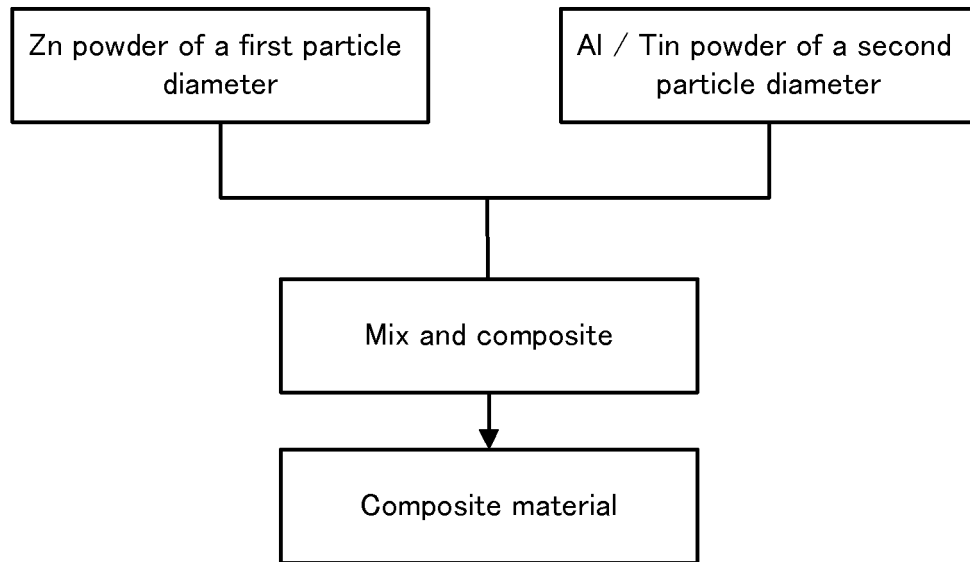 Zn powder of a first particle
diameter
Al / Tin powder of a second
particle diameter
Mix and composite
Composite material